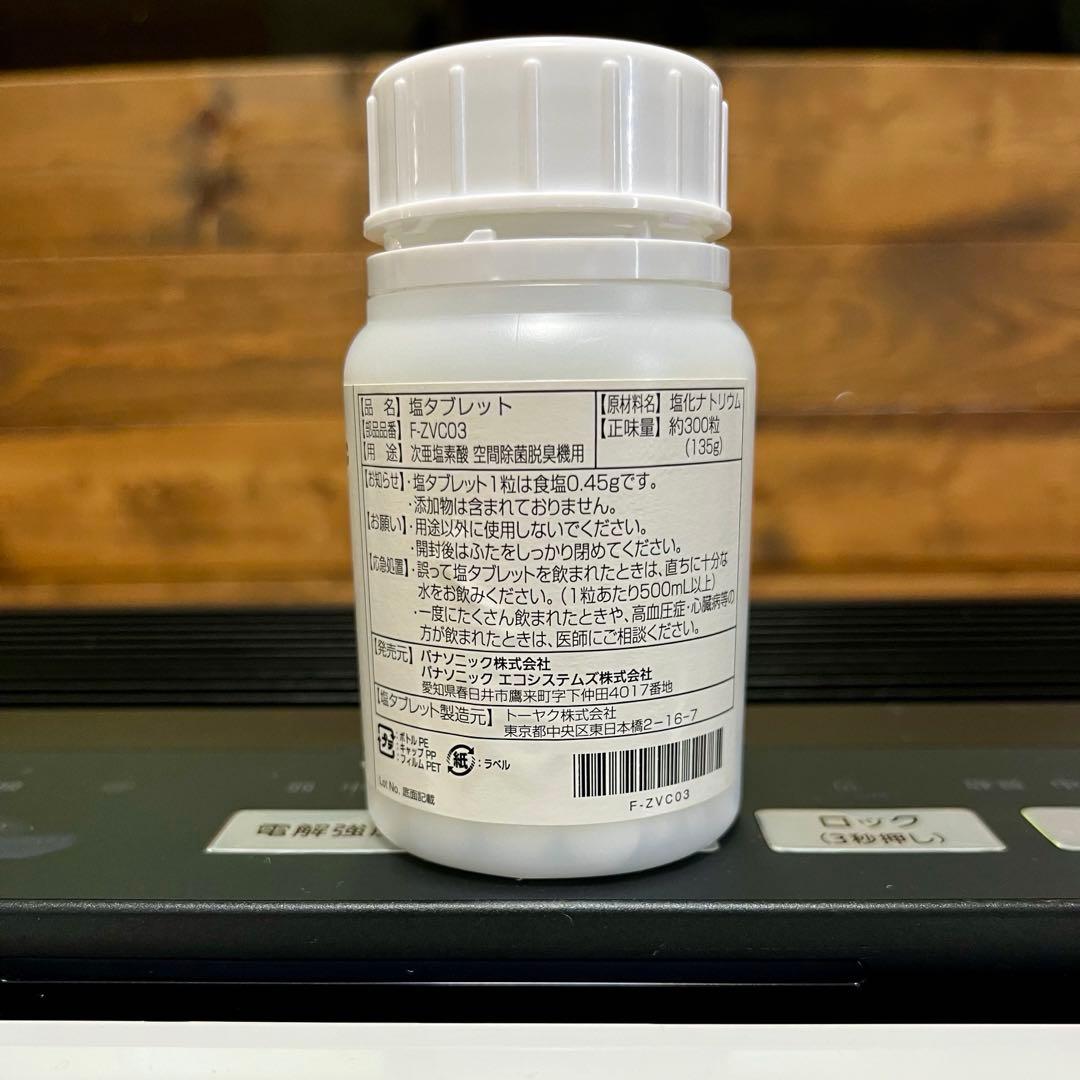 【品　名】塩タブレット
【部品品番】F-ZVC03
【用　途】次亜塩素酸 空間除菌脱臭機用
【原材料名】塩化ナトリウム
【正味量】約300粒
(135g)
【お知らせ】・塩タブレット1粒は食塩0.45gです。
・添加物は含まれておりません。
【お願い】・用途以外に使用しないでください。
・開封後はふたをしっかり閉めてください。
【応急処置】・誤って塩タブレットを飲まれたときは、直ちに十分な
水をお飲みください。(1粒あたり500mL以上)
・一度にたくさん飲まれたときや、高血圧症・心臓病等の
方が飲まれたときは、医師にご相談ください。
【発売元】パナソニック株式会社
パナソニック エコシステムズ株式会社
愛知県春日井市鷹来町字下仲田4017番地
【塩タブレット製造元】トーヤク株式会社
東京都中央区東日本橋2-16-7
プラ
:ボトルPE
:キャップPP
:フィルムPET
紙
:ラベル
Lot No. 底面記載
F-ZVC03
電解強
ロック
(3秒押し)